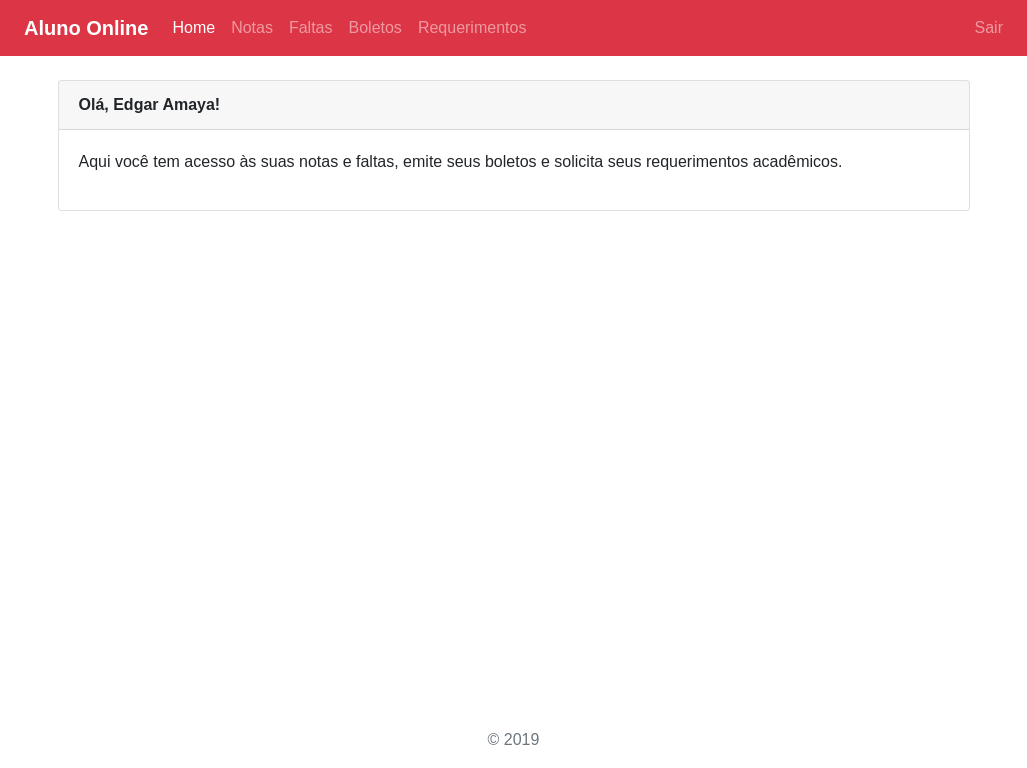 Aluno Online Home Notas Faltas Boletos Requerimentos Sair
Olá, Edgar Amaya!
Aqui você tem acesso às suas notas e faltas, emite seus boletos e solicita seus requerimentos acadêmicos.
© 2019